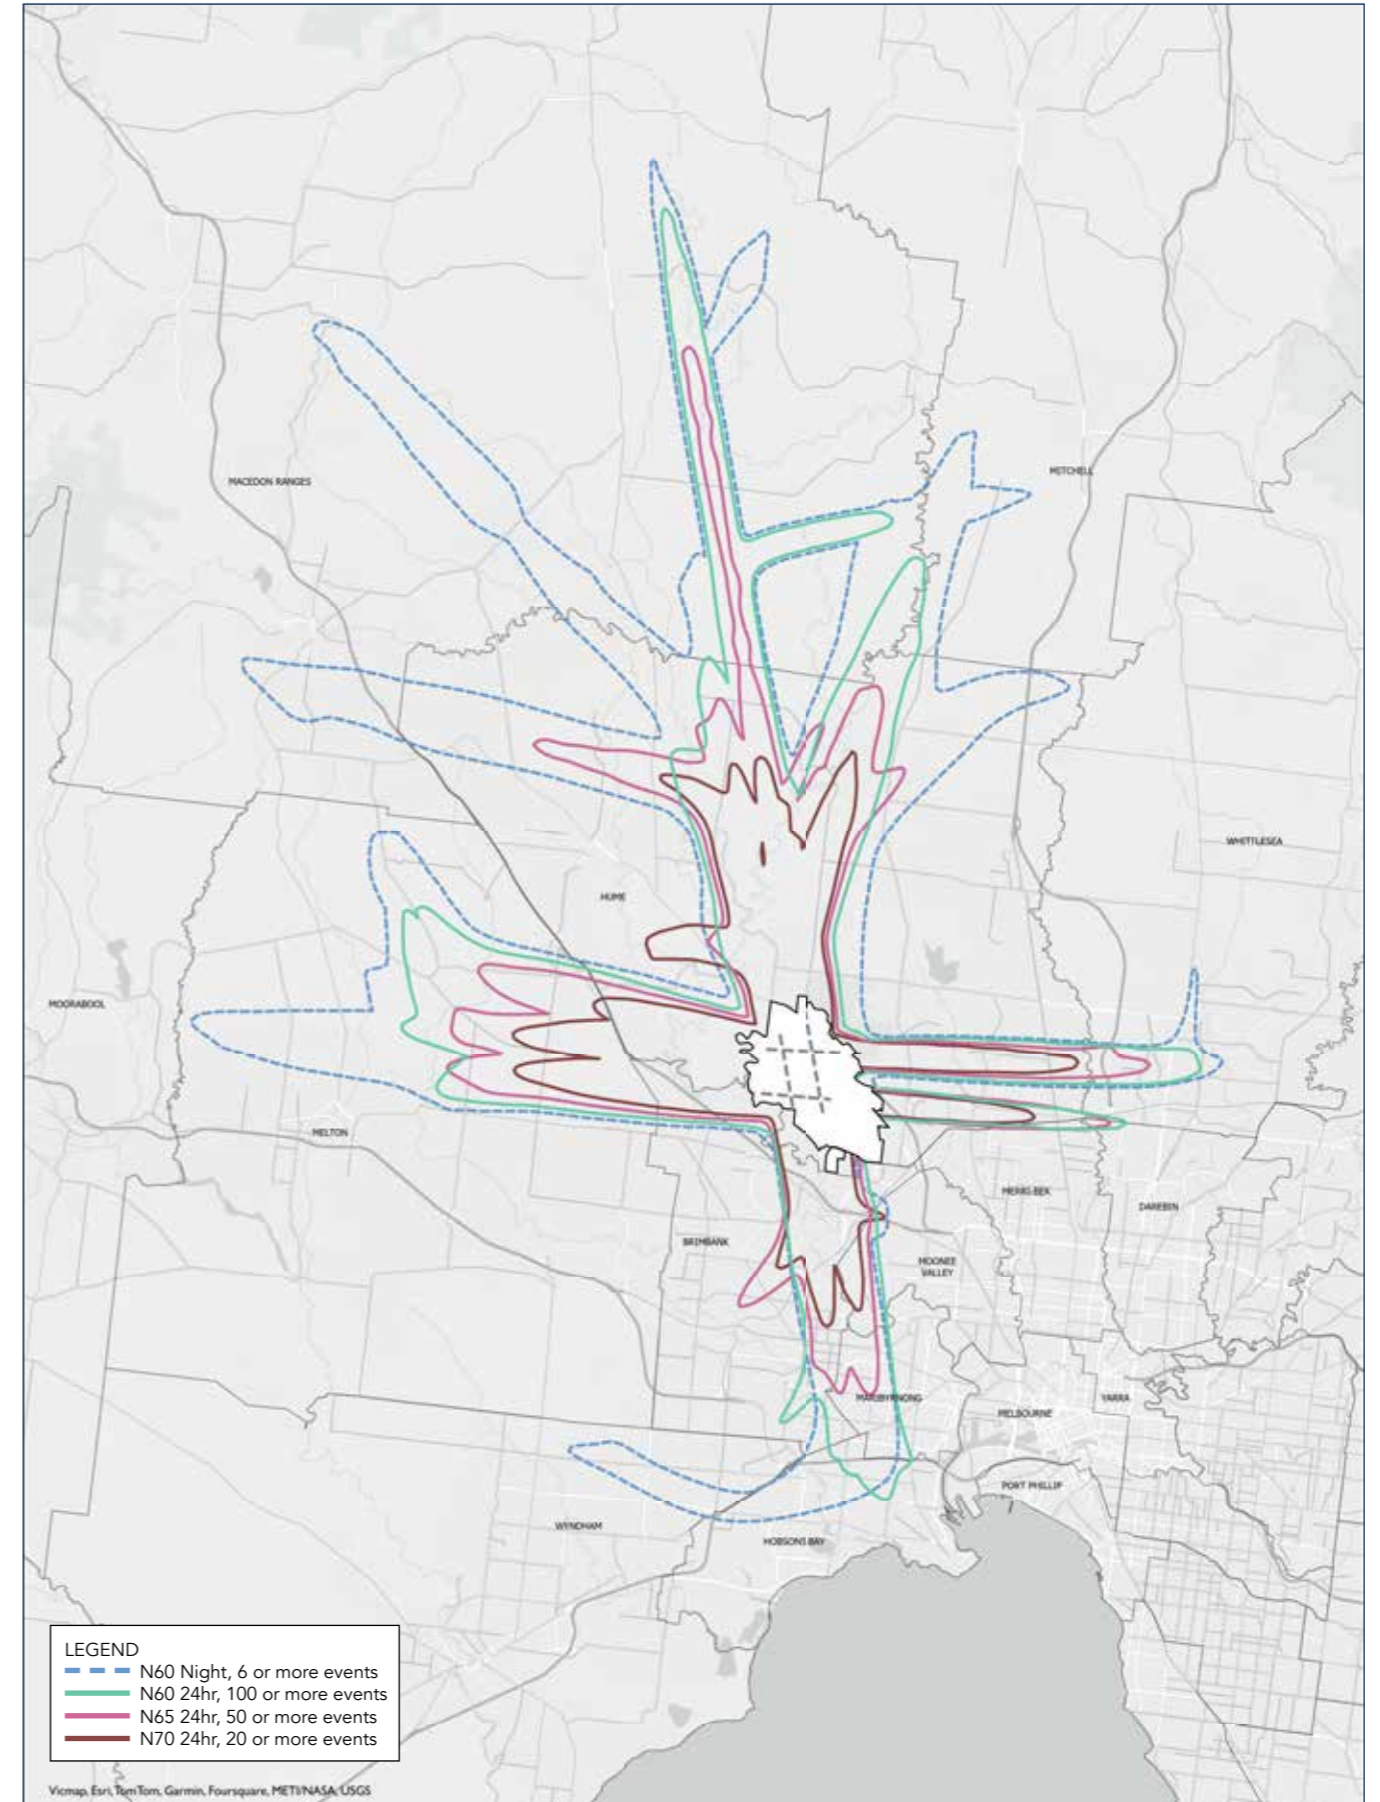 MACEDON RANGES
MITCHELL
WHITTLESEA
HUME
MOORABOOL
MELTON
MERRI-BEK
DAREBIN
BRIMBANK
MOONEE
VALLEY
MARIBYRNONG
YARRA
MELBOURNE
PORT PHILLIP
WYNDHAM
HOBSONS BAY
LEGEND
N60 Night, 6 or more events
N60 24hr, 100 or more events
N65 24hr, 50 or more events
N70 24hr, 20 or more events
Vicmap, Esri, TomTom, Garmin, Foursquare, METI/NASA, USGS